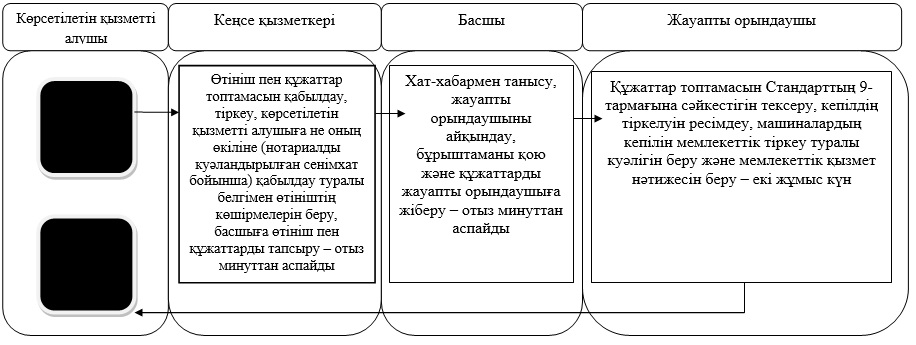 Көрсетілетін қызметті
алушы
Кеңсе қызметкері
Басшы
Жауапты орындаушы
Өтініш пен құжаттар
топтамасын қабылдау,
тіркеу, көрсетілетін
қызметті алушыға не оның
өкіліне (нотариалды
куәландырылған сенімхат
бойынша) қабылдау туралы
белгімен өтініштің
көшірмелерін беру,
басшыға өтініш пен
құжаттарды тапсыру – отыз
минуттан аспайды
Хат-хабармен танысу,
жауапты
орындаушыны
айқындау,
бұрыштаманы қою
және құжаттарды
жауапты орындаушыға
жіберу – отыз минуттан
аспайды
Құжаттар топтамасын Стандарттың 9-
тармағына сәйкестігін тексеру, кепілдің
тіркелуін ресімдеу, машиналардың
кепілін мемлекеттік тіркеу туралы
куәлігін беру және мемлекеттік қызмет
нәтижесін беру – екі жұмыс күн